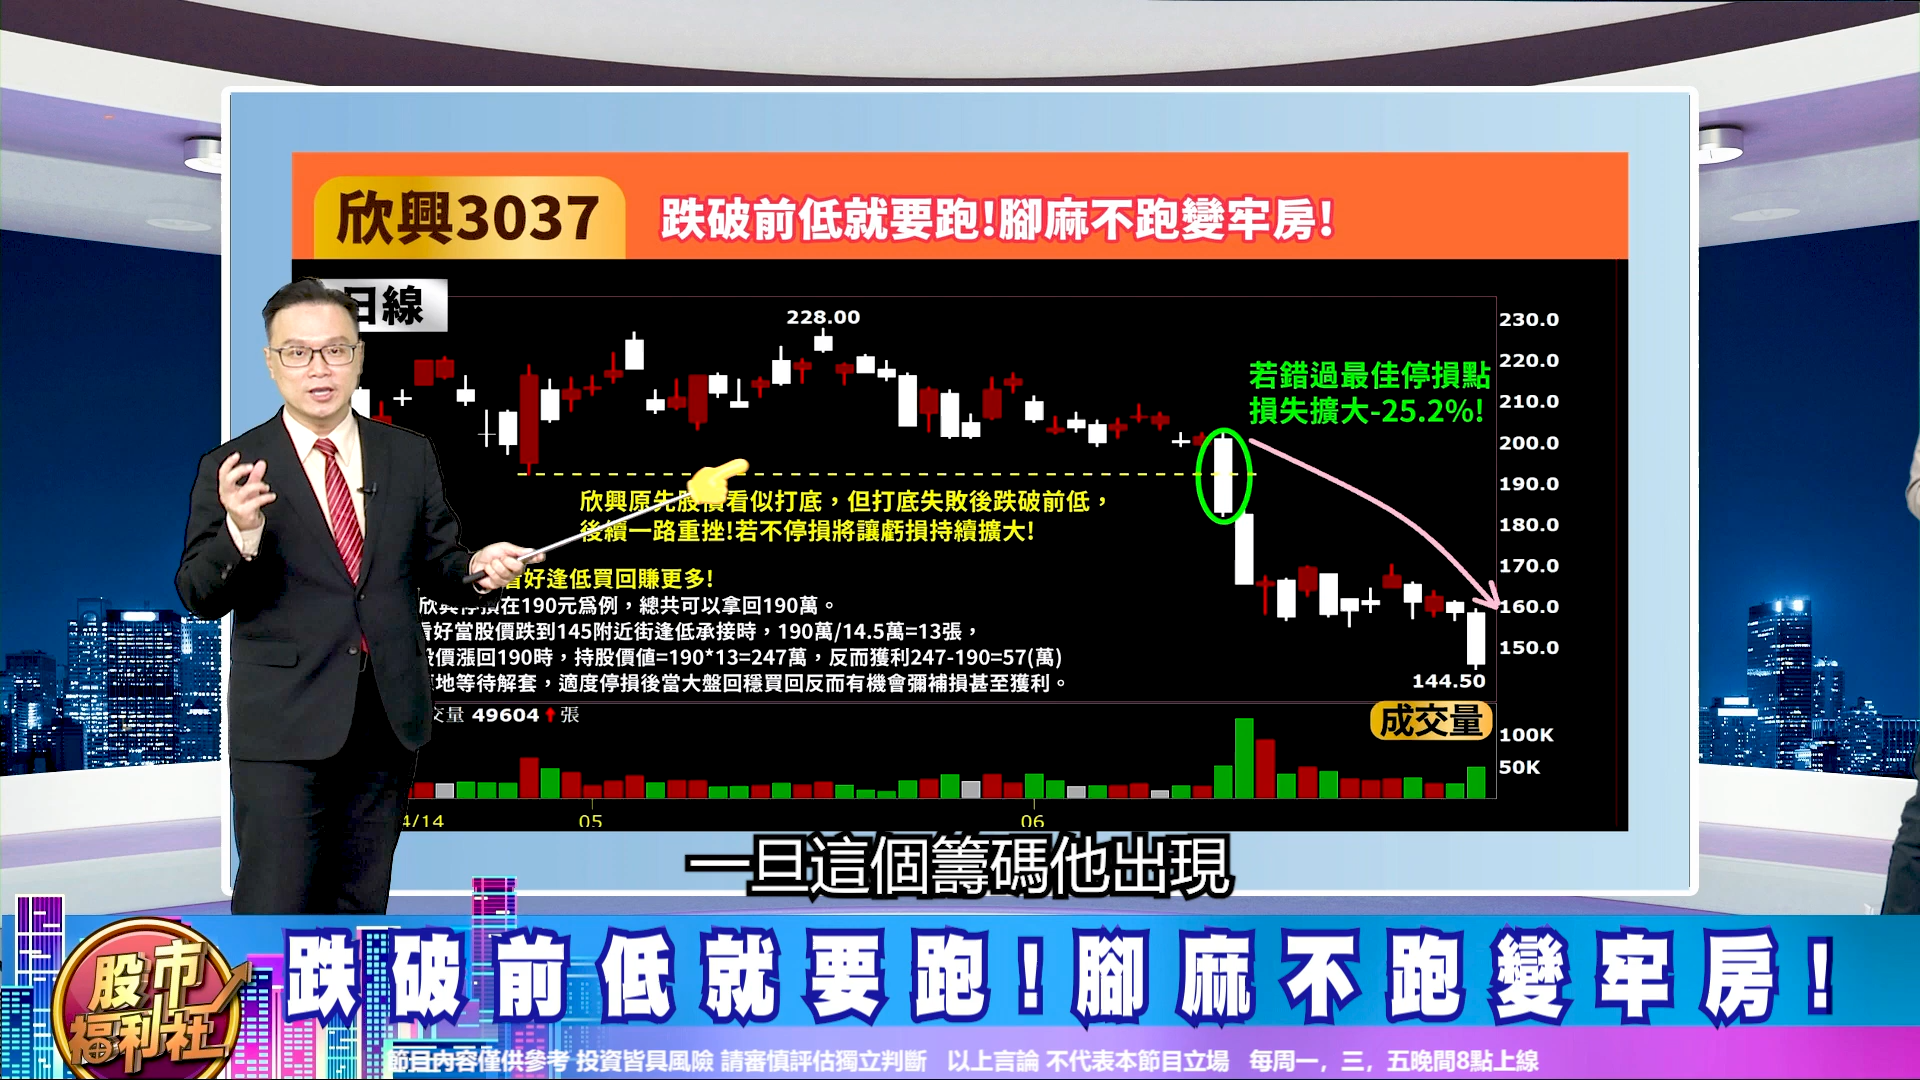 欣興3037
跌破前低就要跑!腳麻不跑變牢房!
日線
228.00
230.0
220.0
210.0
200.0
190.0
180.0
170.0
160.0
150.0
若錯過最佳停損點
損失擴大-25.2%!
欣興原先股價看似打底，但打底失敗後跌破前低，
後續一路重挫!若不停損將讓虧損持續擴大!
看好逢低買回賺更多!
欣興停損在190元爲例，總共可以拿回190萬。
看好當股價跌到145附近街逢低承接時，190萬/14.5萬=13張，
股價漲回190時，持股價值=190*13=247萬，反而獲利247-190=57(萬)
地等待解套，適度停損後當大盤回穩買回反而有機會彌補損甚至獲利。
144.50
交量 49604 張
成交量
100K
50K
4/14
05
06
一旦這個籌碼他出現
股市
福利社
跌破前低就要跑!腳麻不跑變牢房!
節目內容僅供參考 投資皆具風險 請審慎評估獨立判斷 以上言論 不代表本節目立場 每周一，三，五晚間8點上線